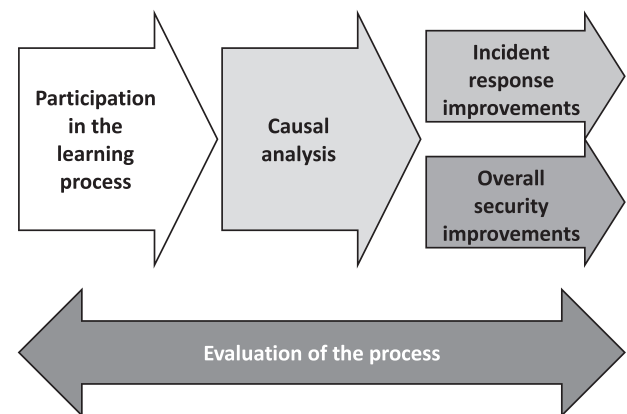 Participation
in the
learning
process
Causal
analysis
Incident
response
improvements
Overall
security
improvements
Evaluation of the process